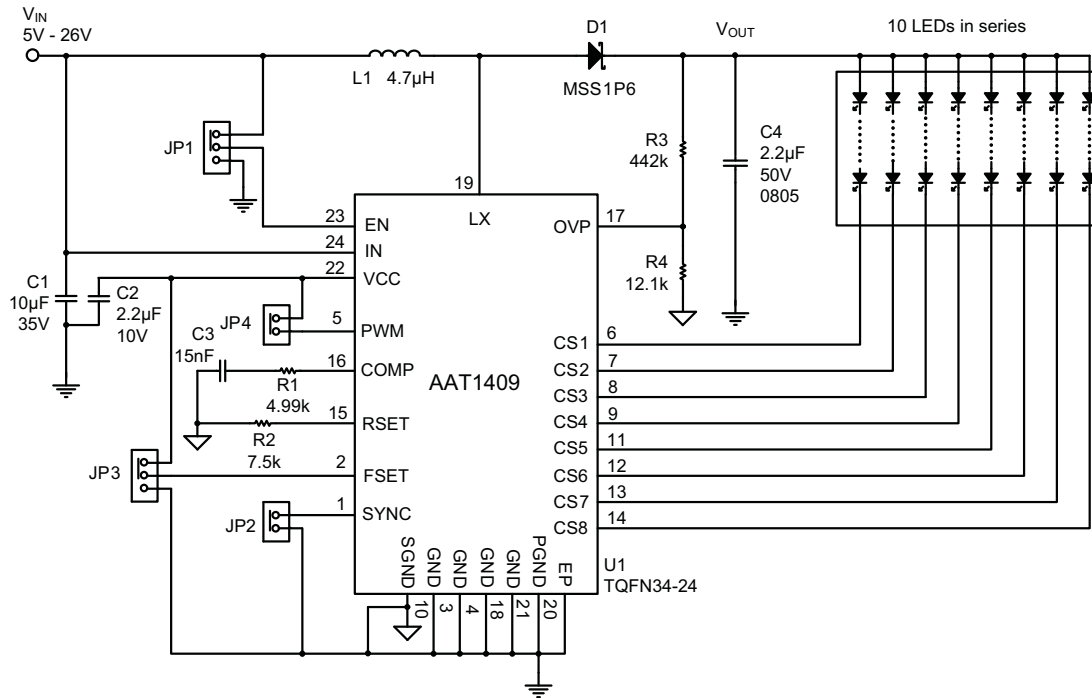 VIN
5V - 26V
D1
VOUT
10 LEDs in series
L1 4.7µH
MSS1P6
JP1
R3
442k
C4
2.2µF
50V
0805
19
LX
23
EN
OVP
17
24
IN
22
VCC
R4
12.1k
C1
10µF
35V
C2
2.2µF
10V
JP4
5
PWM
CS1
6
C3
15nF
16
COMP
AAT1409
CS2
7
R1
4.99k
CS3
8
15
RSET
CS4
9
R2
7.5k
CS5
11
JP3
2
FSET
CS6
12
CS7
13
JP2
1
SYNC
CS8
14
SGND
GND
GND
GND
GND
PGND
EP
U1
TQFN34-24
10
3
4
18
21
20